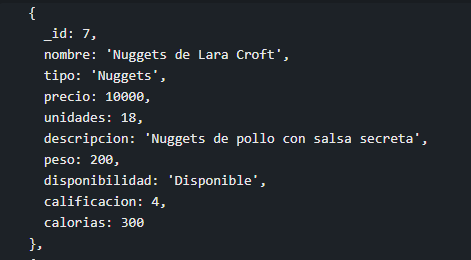 {
_id: 7,
nombre: 'Nuggets de Lara Croft',
tipo: 'Nuggets',
precio: 10000,
unidades: 18,
descripcion: 'Nuggets de pollo con salsa secreta',
peso: 200,
disponibilidad: 'Disponible',
calificacion: 4,
calorias: 300
},